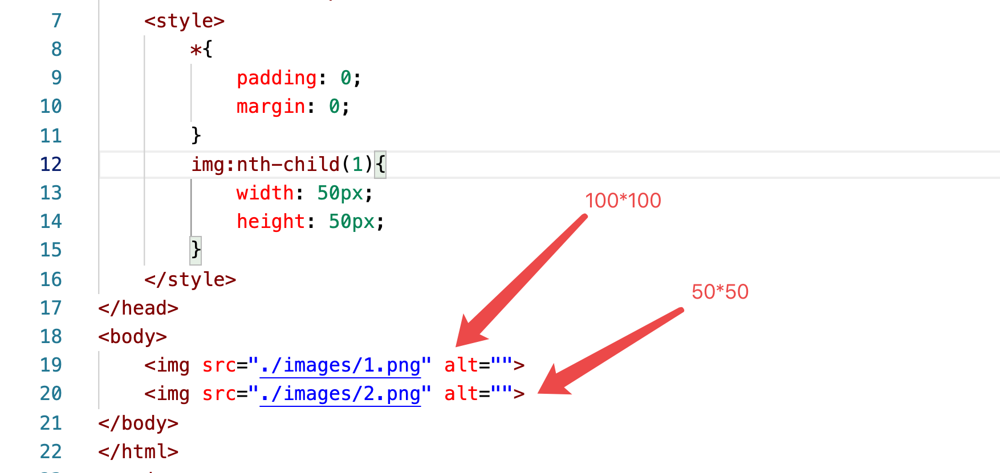 7 <style>
8 *{
9 padding: 0;
10 margin: 0;
11 }
12 img:nth-child(1){
13 width: 50px;
100*100
14 height: 50px;
15 }
16 </style>
50*50
17 </head>
18 <body>
19 <img src="./images/1.png" alt="">
20 <img src="./images/2.png" alt="">
21 </body>
22 </html>